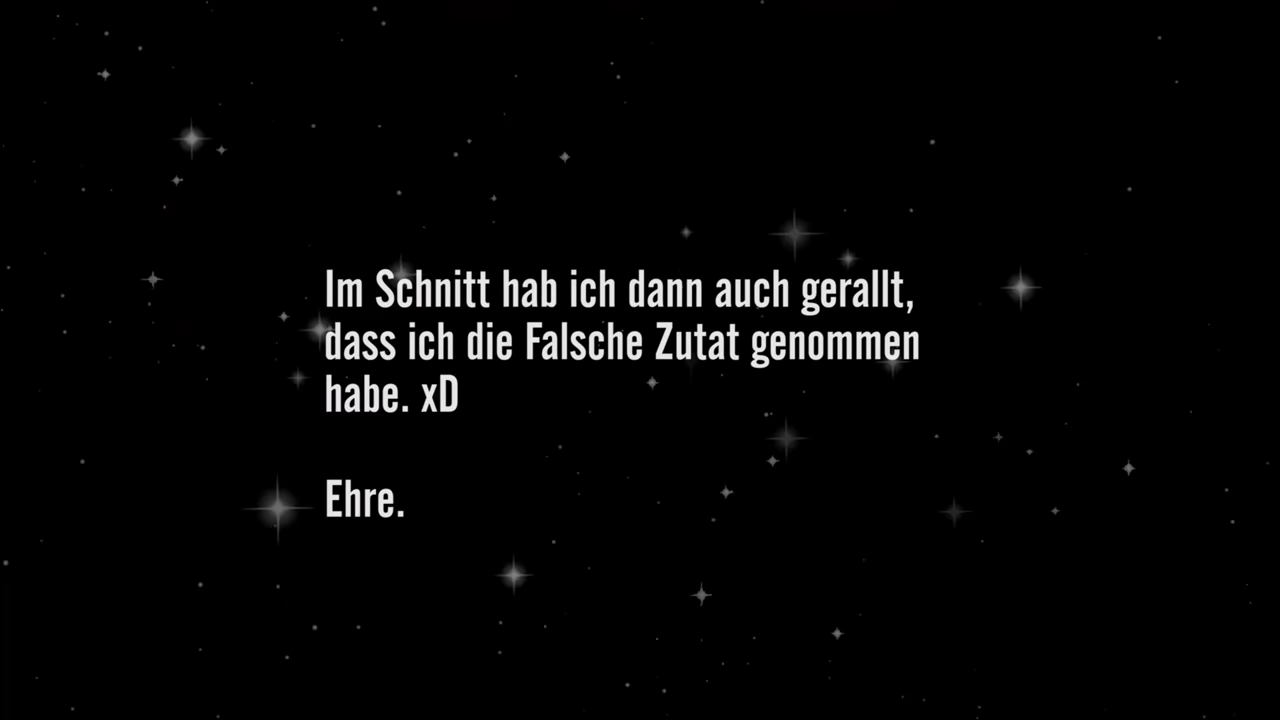 Im Schnitt hab ich dann auch gerallt,
dass ich die Falsche Zutat genommen
habe. xD
Ehre.